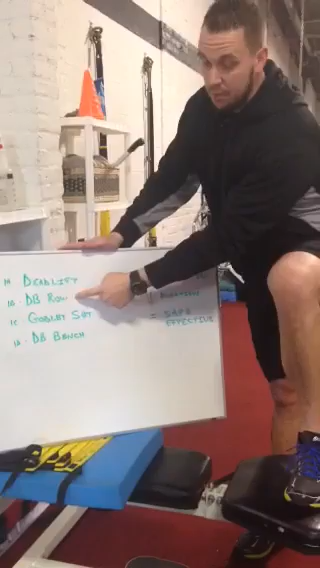 1A DEADLIFT
1B. DB ROW
1C GOBLET SQT
1D. DB BENCH
= SAFE
EFFECTIVE